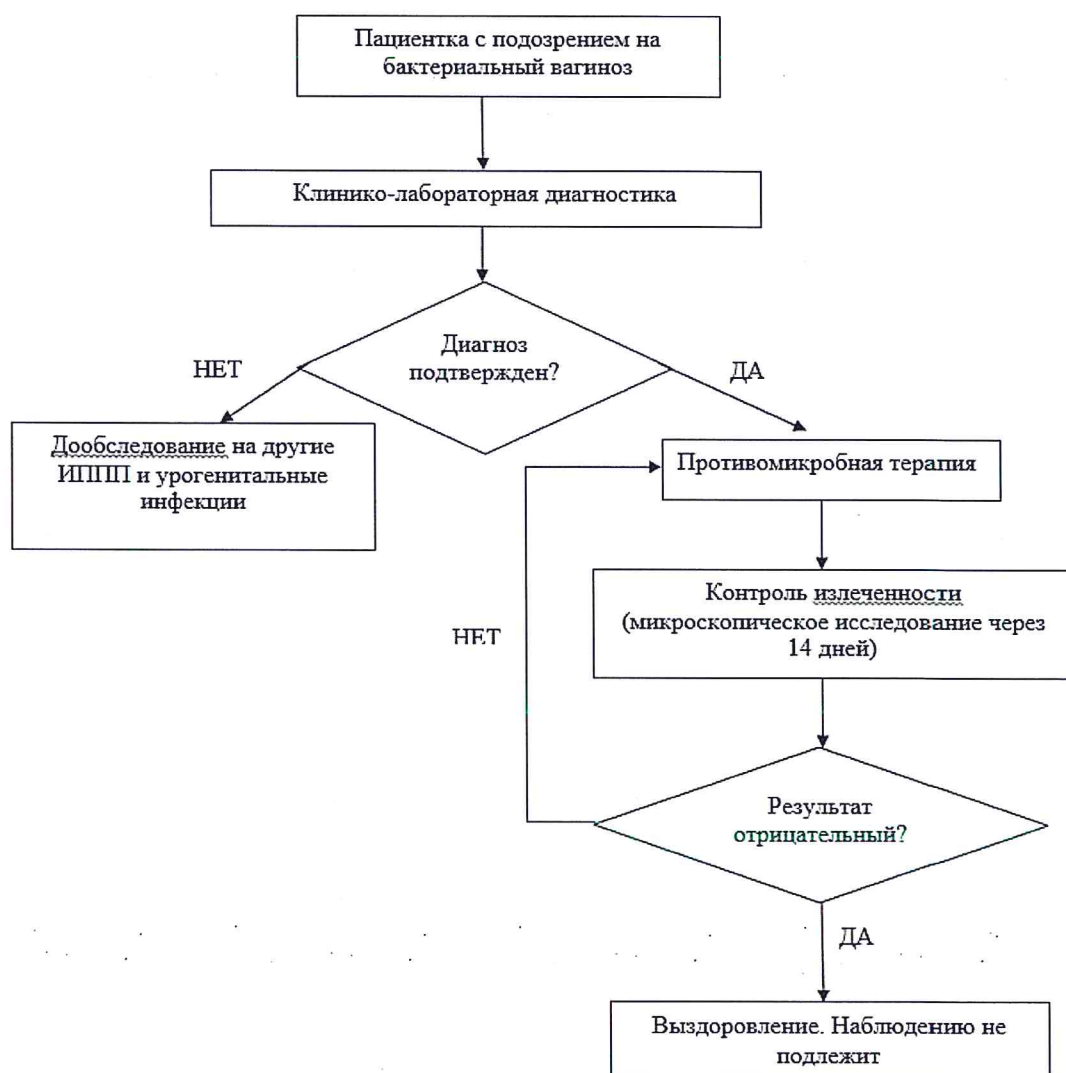 Пациентка с подозрением на
бактериальный вагиноз
Клинико-лабораторная диагностика
Диагноз
подтвержден?
НЕТ
ДА
Дообследование на другие
ИППП и урогенитальные
инфекции
Противомикробная терапия
Контроль излеченности
(микроскопическое исследование через
14 дней)
НЕТ
Результат
отрицательный?
ДА
Выздоровление. Наблюдению не
подлежит